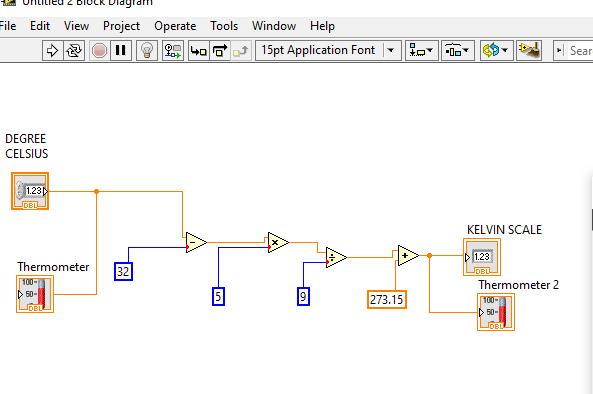 Untitled 2 Block Diagram
File Edit View Project Operate Tools Window Help
15pt Application Font
DEGREE
CELSIUS
1.23
DBL
Thermometer
100
50
DBL
32
5
9
273.15
KELVIN SCALE
1.23
DBL
Thermometer 2
100
50
DBL